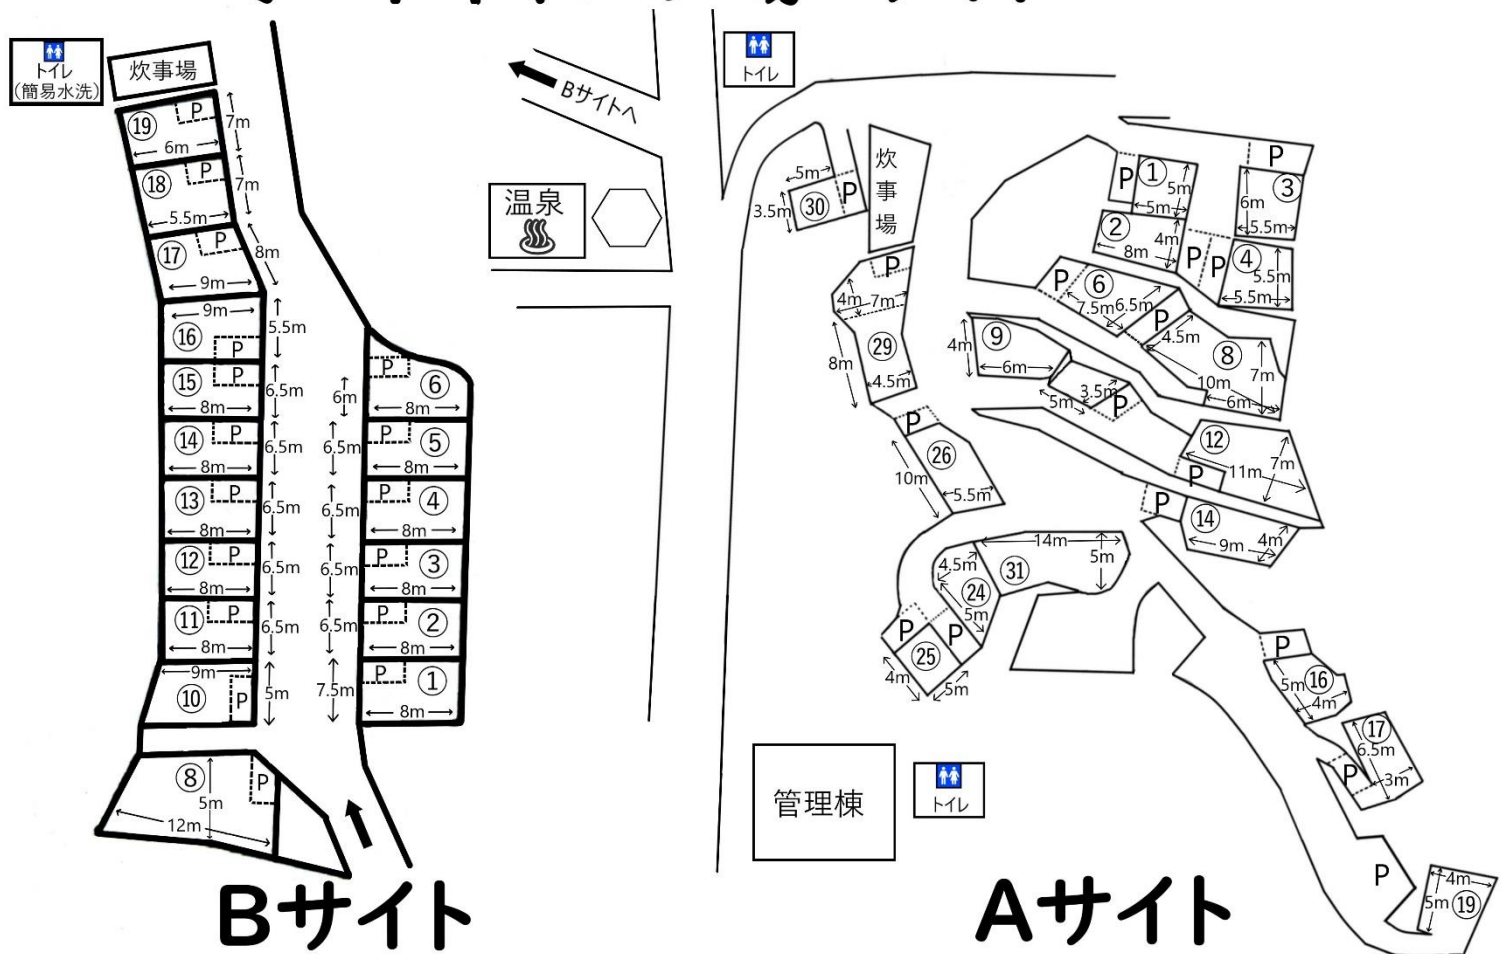 トイレ
(簡易水洗)
炊事場
⑲
P
7m
6m
⑱
P
7m
5.5m
⑰
P
8m
9m
9m
⑯
5.5m
P
⑮
P
6.5m
8m
⑭
P
6.5m
8m
⑬
P
6.5m
8m
⑫
P
6.5m
8m
⑪
P
6.5m
8m
9m
⑩
P
5m
⑧
P
5m
12m
P
⑥
6m
8m
P
⑤
6.5m
8m
P
④
6.5m
8m
P
③
6.5m
8m
P
②
6.5m
8m
P
①
7.5m
8m
Bサイト
Bサイトへ
温泉
トイレ
5m
P
3.5m
㉚
炊事場
P
4m
7m
8m
㉙
4.5m
P
㉖
10m
5.5m
14m
5m
㉛
4.5m
㉔
5m
P
P
㉕
4m
5m
P
①
5m
5m
P
③
6m
5.5m
②
4m
8m
P
P
④
5.5m
5.5m
P
⑥
7.5m
6.5m
P
4.5m
⑧
10m
7m
6m
⑨
4m
6m
3.5m
5m
P
⑫
7m
11m
P
P
⑭
4m
9m
P
⑯
5m
4m
⑰
6.5m
3m
P
P
4m
5m
⑲
管理棟
トイレ
Aサイト